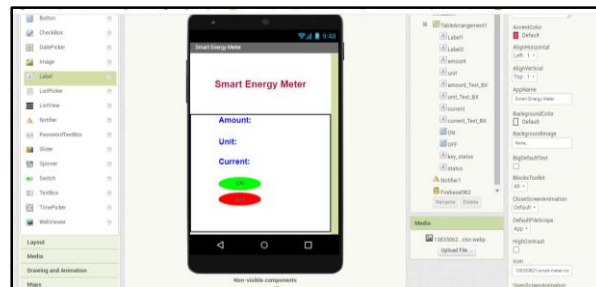 Button
CheckBox
DatePicker
Image
Label
ListPicker
ListView
Notifier
PasswordTextBox
Slider
Spinner
Switch
TextBox
TimePicker
WebViewer
Layout
Media
Drawing and Animation
Maps
9:48
Smart Energy Meter
Smart Energy Meter
Amount:
Unit:
Current:
Non-visible components
TableArrangement1
Label1
amount
unit
amount_Text_BX
unit_Text_BX
current
current_Text_BX
ON
OFF
key_status
status
Notifier1
FirebaseDB2
Rename Delete
Media
Upload File ...
AccentColor
Default
AlignHorizontal
Left : 1
AlignVertical
Top : 1
AppName
Smart Energy Meter
BackgroundColor
Default
BackgroundImage
None...
BigDefaultText
BlocksToolkit
All
CloseScreenAnimation
Default
DefaultFileScope
App
HighContrast
Icon
OpenScreenAnimation